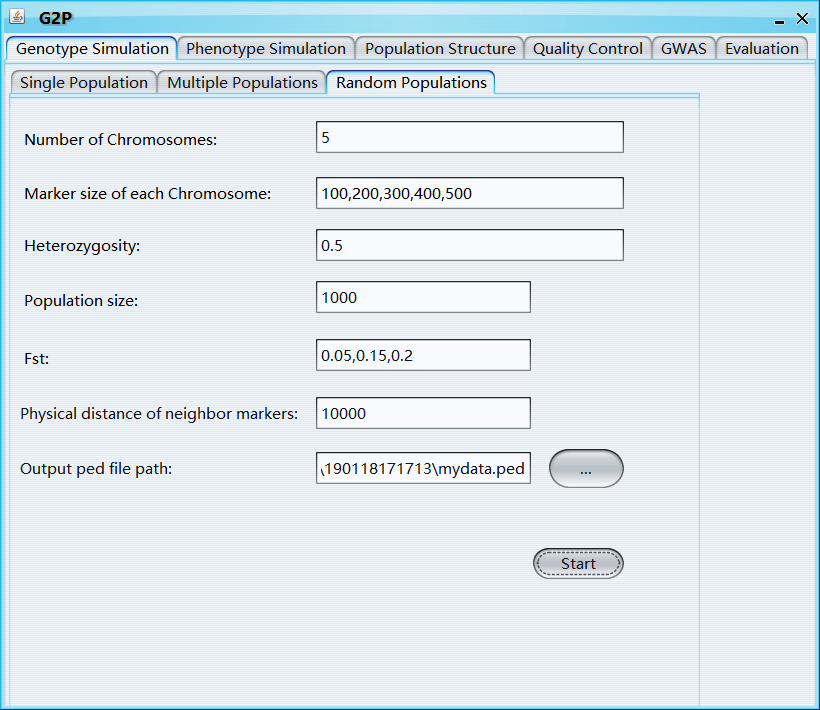 G2P
Genotype Simulation Phenotype Simulation Population Structure Quality Control GWAS Evaluation
Single Population Multiple Populations Random Populations
Number of Chromosomes: 5
Marker size of each Chromosome: 100,200,300,400,500
Heterozygosity: 0.5
Population size: 1000
Fst: 0.05,0.15,0.2
Physical distance of neighbor markers: 10000
Output ped file path: \190118171713\mydata.ped ...
Start